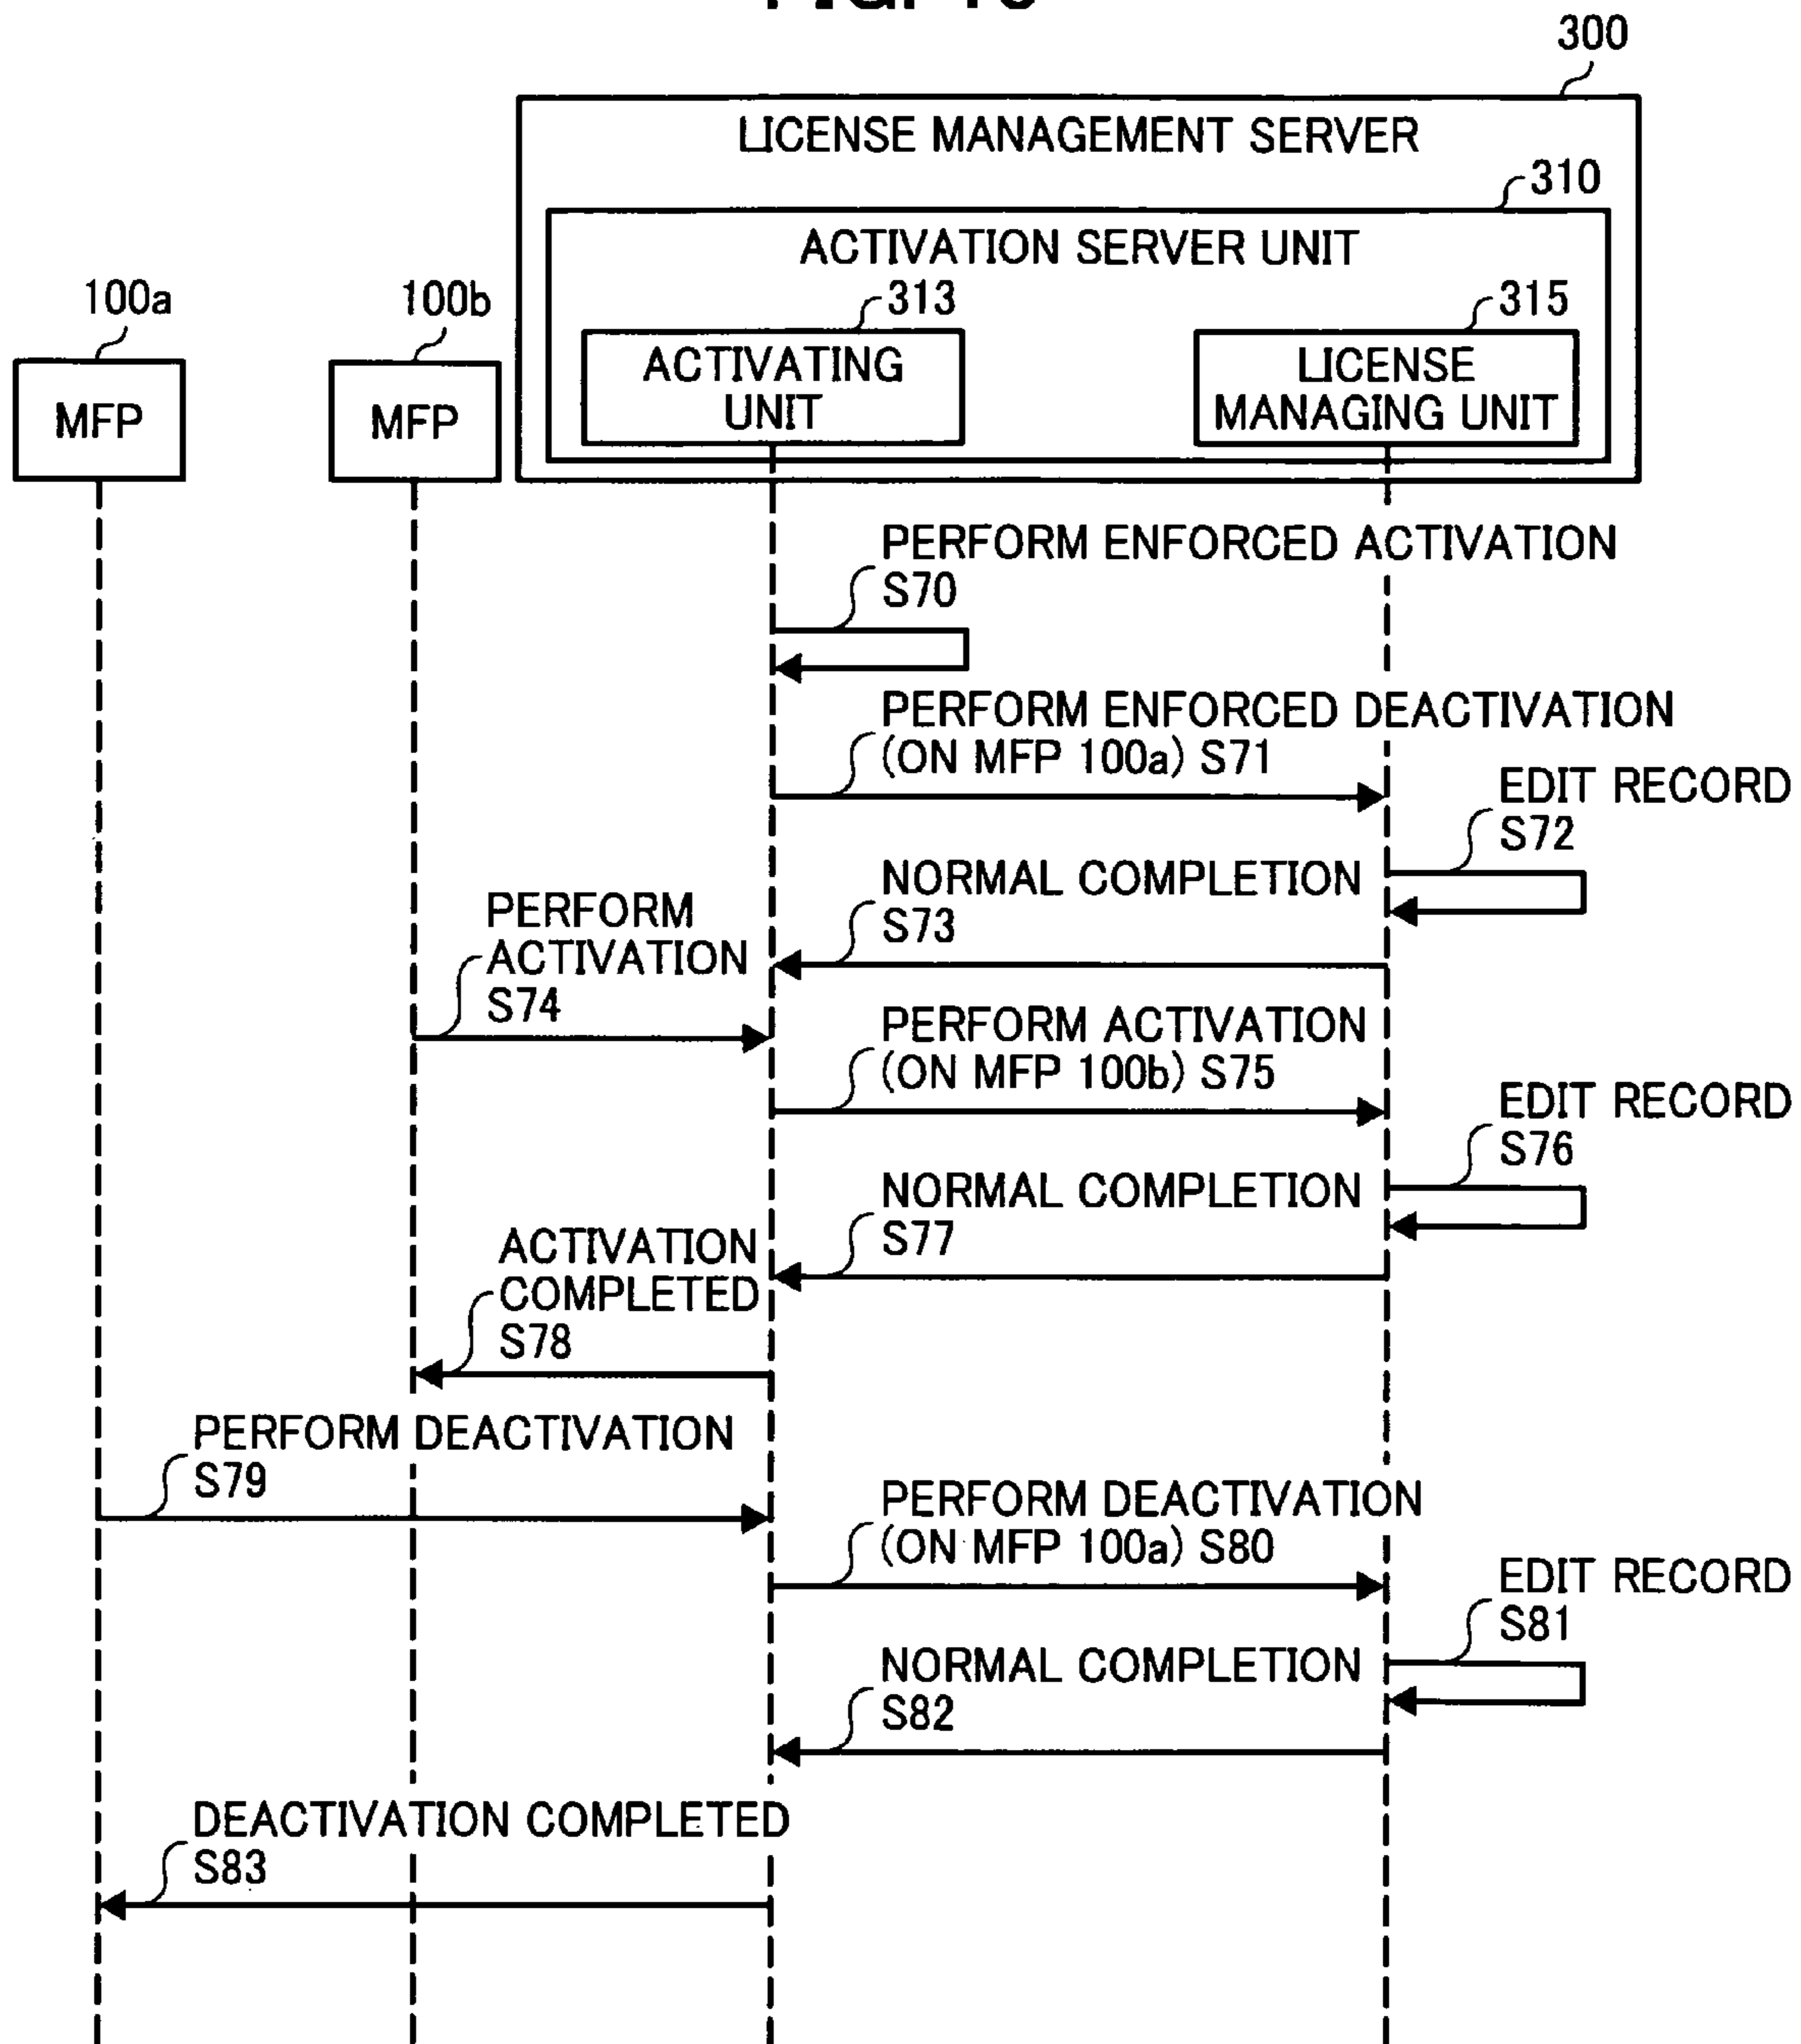 300
LICENSE MANAGEMENT SERVER
310
ACTIVATION SERVER UNIT
100a
100b
313
315
MFP
MFP
ACTIVATING
UNIT
LICENSE
MANAGING UNIT
PERFORM ENFORCED ACTIVATION
S70
PERFORM ENFORCED DEACTIVATION
(ON MFP 100a) S71
EDIT RECORD
S72
NORMAL COMPLETION
S73
PERFORM
ACTIVATION
S74
PERFORM ACTIVATION
(ON MFP 100b) S75
EDIT RECORD
S76
NORMAL COMPLETION
S77
ACTIVATION
COMPLETED
S78
PERFORM DEACTIVATION
S79
PERFORM DEACTIVATION
(ON MFP 100a) S80
EDIT RECORD
S81
NORMAL COMPLETION
S82
DEACTIVATION COMPLETED
S83